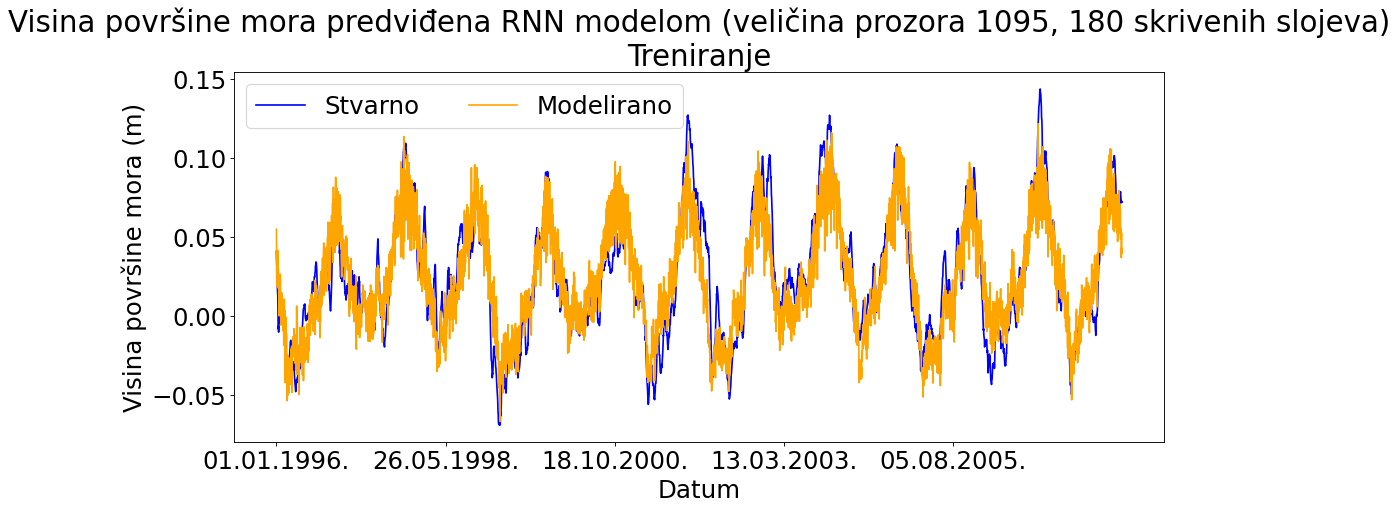 Visina površine mora predviđena RNN modelom (veličina prozora 1095, 180 skrivenih slojeva)
Treniranje
Stvarno
Modelirano
Visina površine mora (m)
0.15
0.10
0.05
0.00
−0.05
01.01.1996.
26.05.1998.
18.10.2000.
13.03.2003.
05.08.2005.
Datum